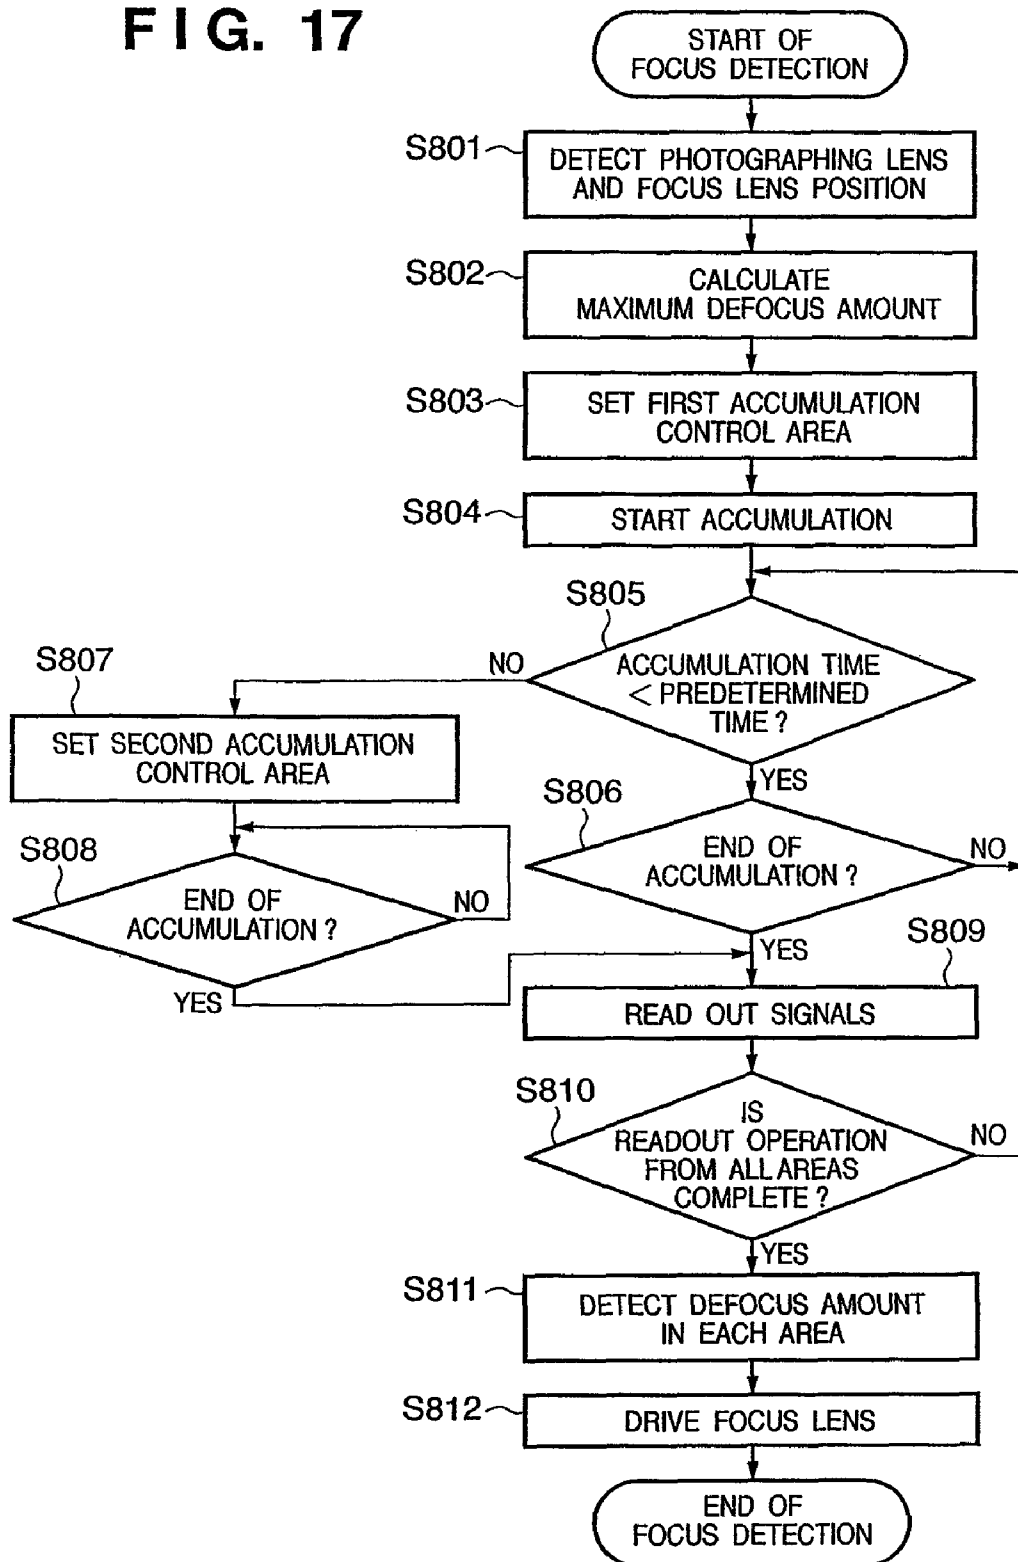 FIG. 17
START OF
FOCUS DETECTION
S801
DETECT PHOTOGRAPHING LENS
AND FOCUS LENS POSITION
S802
CALCULATE
MAXIMUM DEFOCUS AMOUNT
S803
SET FIRST ACCUMULATION
CONTROL AREA
S804
START ACCUMULATION
S805
ACCUMULATION TIME
< PREDETERMINED
TIME ?
NO
YES
S807
SET SECOND ACCUMULATION
CONTROL AREA
S806
END OF
ACCUMULATION ?
NO
YES
S808
END OF
ACCUMULATION ?
NO
YES
S809
READ OUT SIGNALS
S810
IS
READOUT OPERATION
FROM ALL AREAS
COMPLETE ?
NO
YES
S811
DETECT DEFOCUS AMOUNT
IN EACH AREA
S812
DRIVE FOCUS LENS
END OF
FOCUS DETECTION